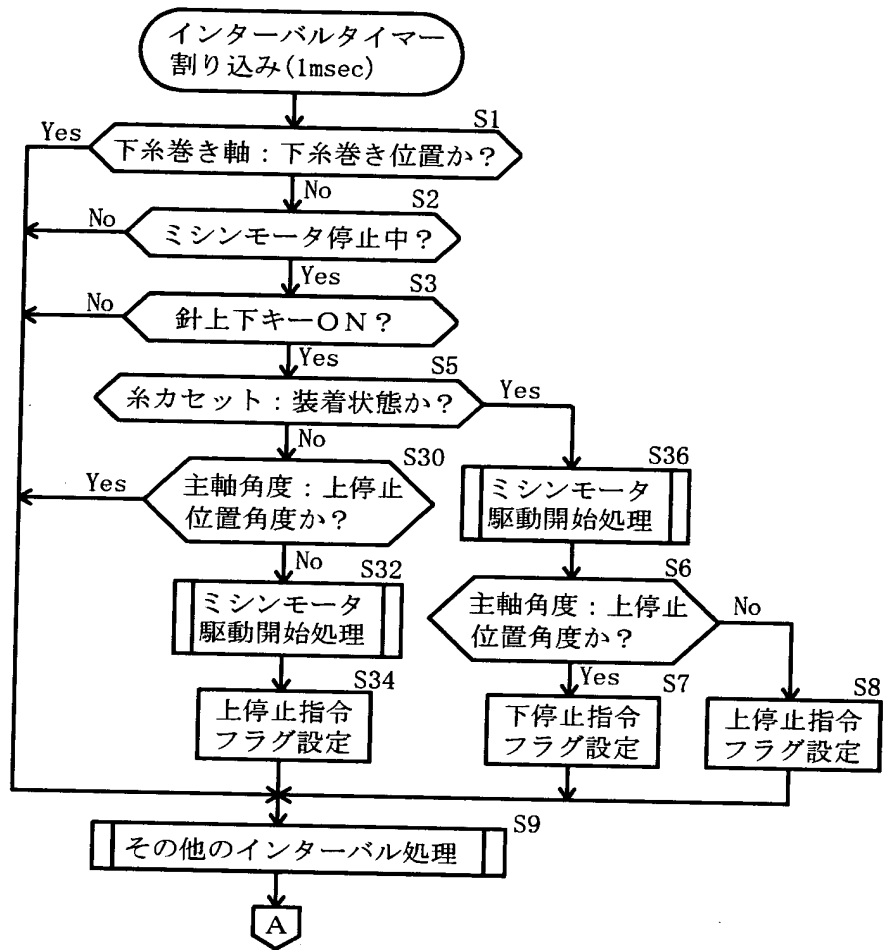 インターバルタイマー
割り込み(1msec)
S1
Yes
下糸巻き軸：下糸巻き位置か？
No
S2
No
ミシンモータ停止中？
Yes
S3
No
針上下キーON？
Yes
S5
糸カセット：装着状態か？
Yes
No
S30
Yes
主軸角度：上停止
位置角度か？
No
S36
ミシンモータ
駆動開始処理
S32
ミシンモータ
駆動開始処理
S6
主軸角度：上停止
位置角度か？
No
Yes
S34
上停止指令
フラグ設定
S7
下停止指令
フラグ設定
S8
上停止指令
フラグ設定
S9
その他のインターバル処理
A